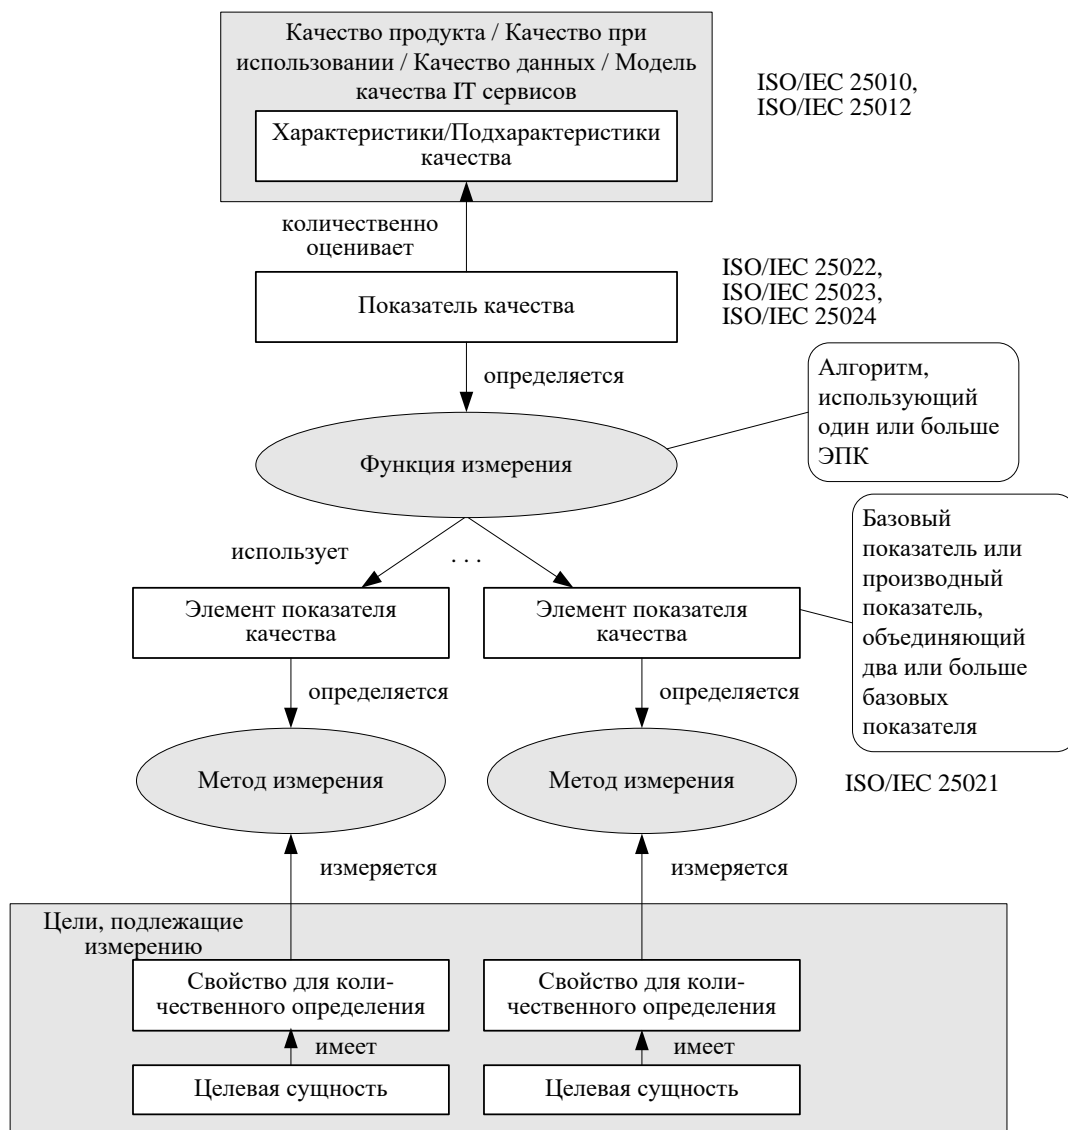 Качество продукта / Качество при
использовании / Качество данных / Модель
качества IT сервисов
ISO/IEC 25010,
ISO/IEC 25012
Характеристики/Подхарактеристики
качества
количественно
оценивает
ISO/IEC 25022,
ISO/IEC 25023,
ISO/IEC 25024
Показатель качества
определяется
Алгоритм,
использующий
один или больше
ЭПК
Функция измерения
Базовый
показатель или
производный
показатель,
объединяющий
два или больше
базовых
показателя
использует
. . .
Элемент показателя
качества
Элемент показателя
качества
определяется
определяется
Метод измерения
Метод измерения
ISO/IEC 25021
измеряется
измеряется
Цели, подлежащие
измерению
Свойство для коли-
чественного определения
Свойство для коли-
чественного определения
имеет
имеет
Целевая сущность
Целевая сущность